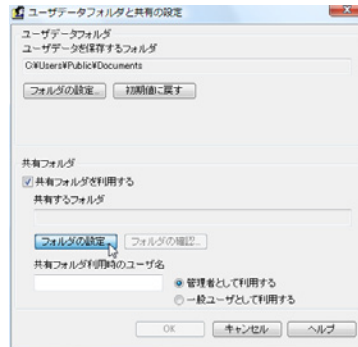 ユーザデータフォルダと共有の設定
ユーザデータフォルダ
ユーザデータを保存するフォルダ
C:¥Users¥Public¥Documents
フォルダの設定... 初期値に戻す
共有フォルダ
共有フォルダを利用する
共有するフォルダ
フォルダの設定... フォルダの確認...
共有フォルダ利用時のユーザ名
管理者として利用する
一般ユーザとして利用する
OK キャンセル ヘルプ